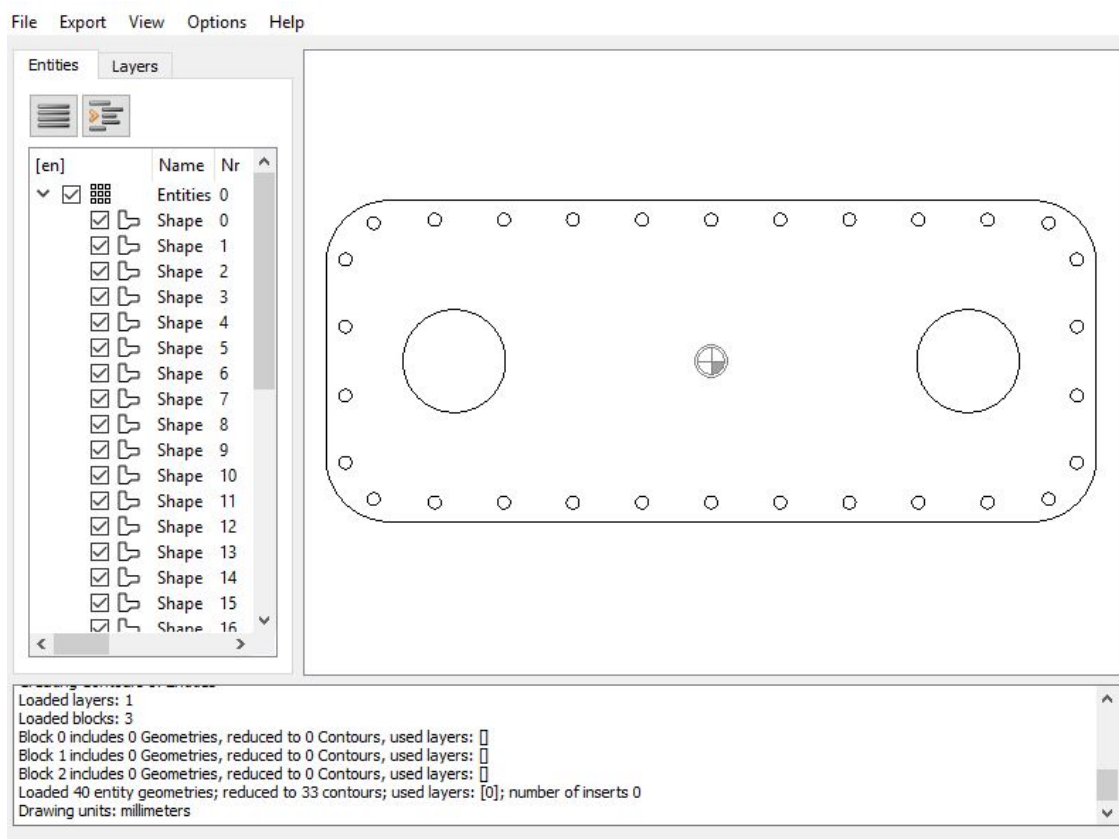 File Export View Options Help
Entities Layers
[en] Name Nr
Entities 0
Shape 0
Shape 1
Shape 2
Shape 3
Shape 4
Shape 5
Shape 6
Shape 7
Shape 8
Shape 9
Shape 10
Shape 11
Shape 12
Shape 13
Shape 14
Shape 15
Shape 16
Loaded layers: 1
Loaded blocks: 3
Block 0 includes 0 Geometries, reduced to 0 Contours, used layers: []
Block 1 includes 0 Geometries, reduced to 0 Contours, used layers: []
Block 2 includes 0 Geometries, reduced to 0 Contours, used layers: []
Loaded 40 entity geometries; reduced to 33 contours; used layers: [0]; number of inserts 0
Drawing units: millimeters